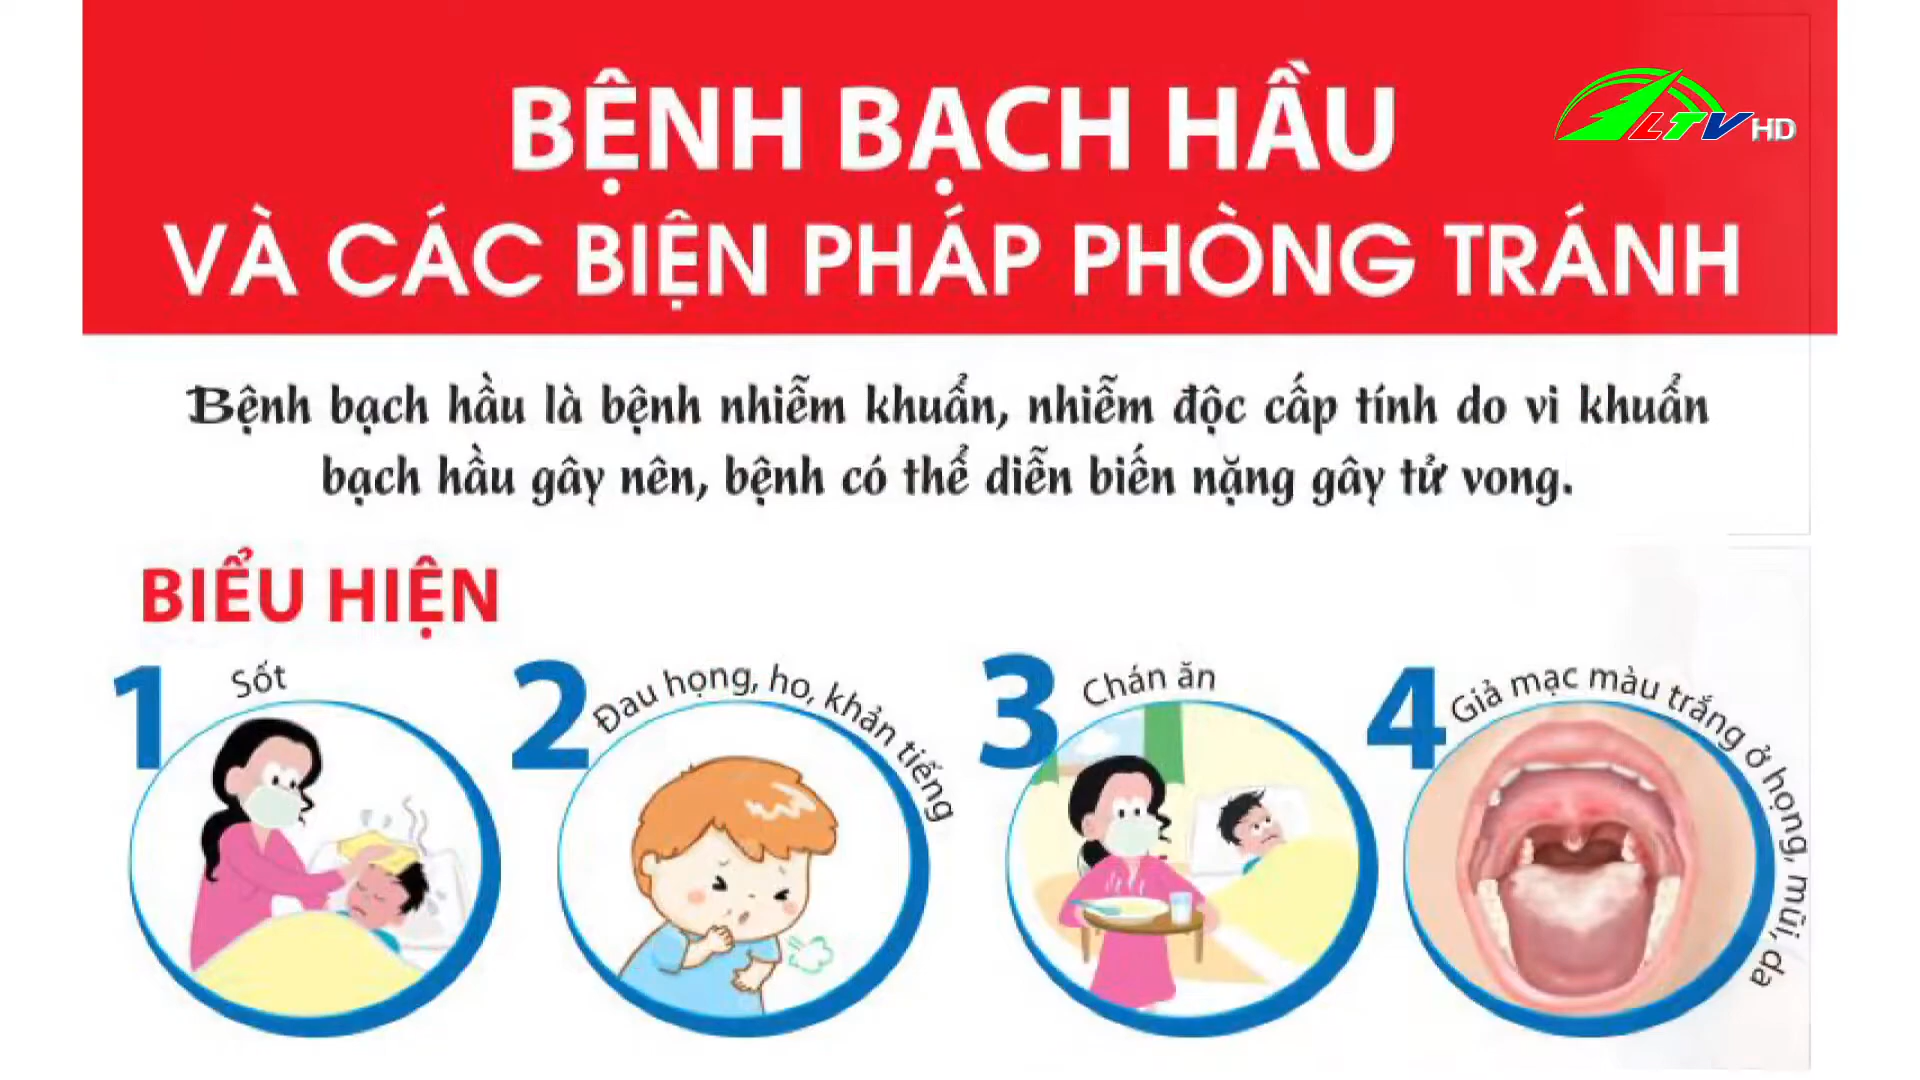 BỆNH BẠCH HẦU
LTV HD
VÀ CÁC BIỆN PHÁP PHÒNG TRÁNH
Bệnh bạch hầu là bệnh nhiễm khuẩn, nhiễm độc cấp tính do vi khuẩn
bạch hầu gây nên, bệnh có thể diễn biến nặng gây tử vong.
BIỂU HIỆN
1 Sốt
2 Đau họng, ho, khản tiếng
3 Chán ăn
4 Giả mạc màu trắng ở họng, mũi, da